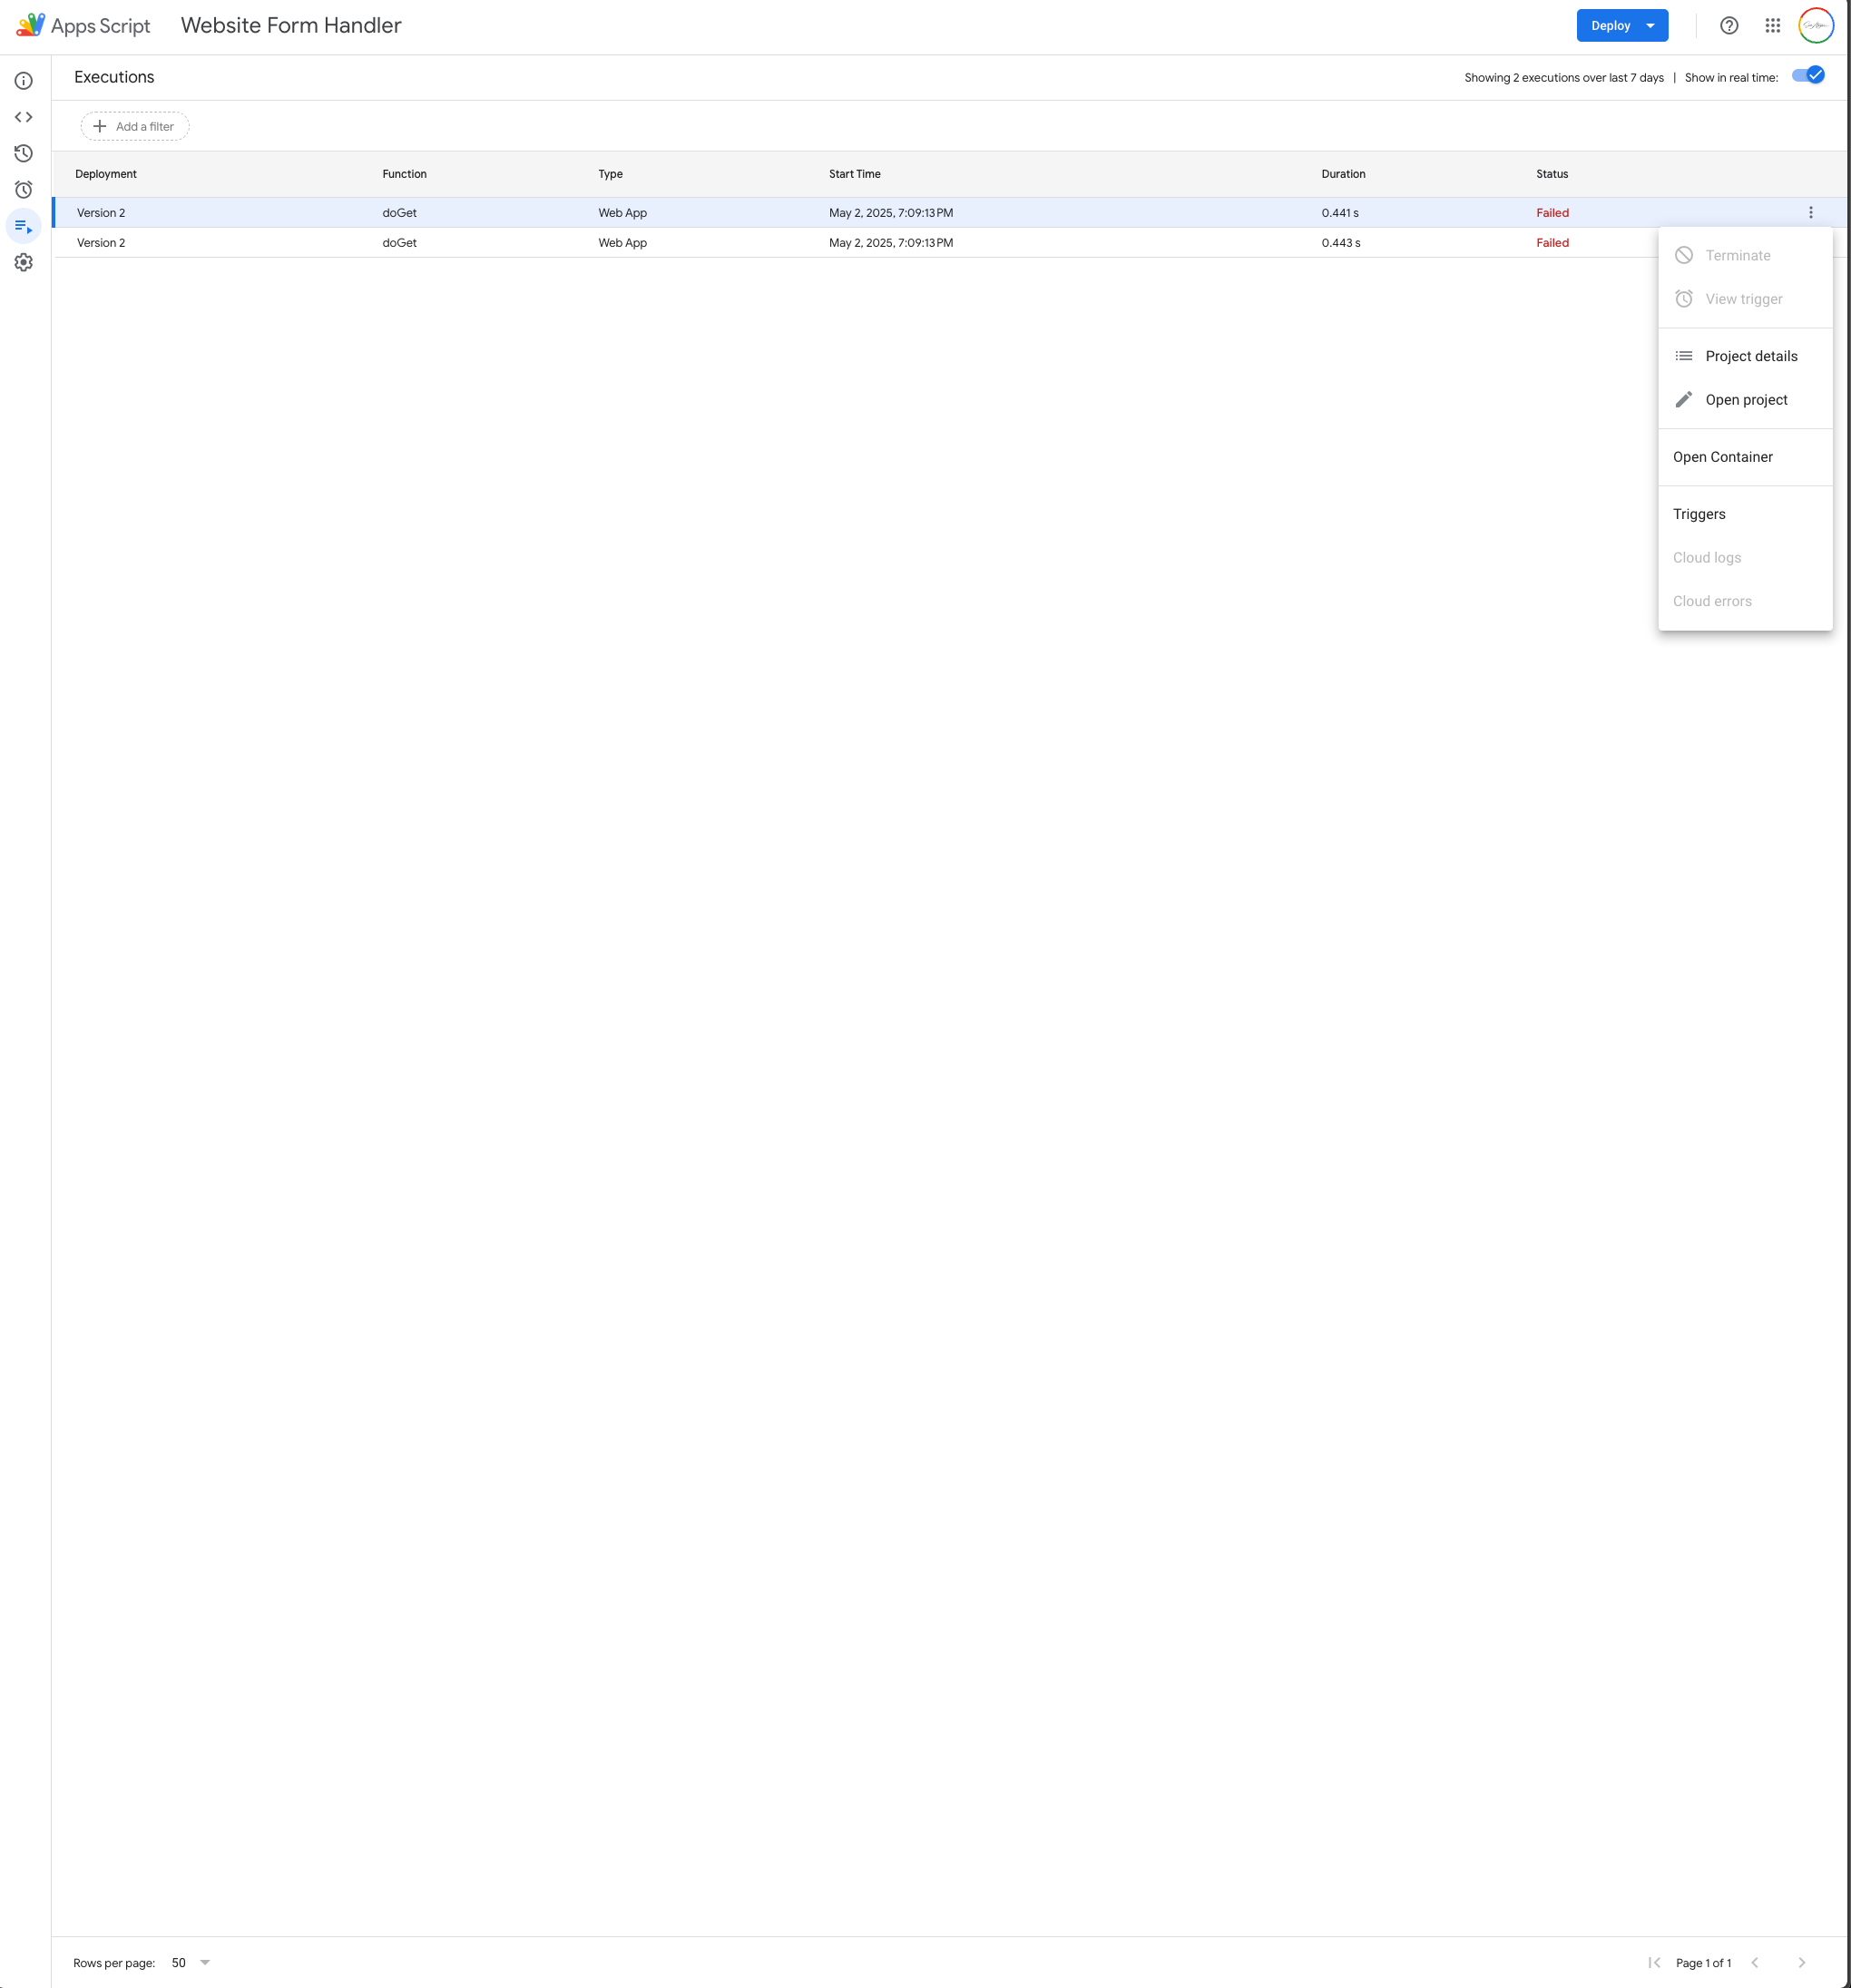 Apps Script
Website Form Handler
Deploy
Executions
Showing 2 executions over last 7 days | Show in real time:
Add a filter
Deployment Function Type Start Time Duration Status
Version 2 doGet Web App May 2, 2025, 7:09:13 PM 0.441 s Failed
Version 2 doGet Web App May 2, 2025, 7:09:13 PM 0.443 s Failed
Terminate
View trigger
Project details
Open project
Open Container
Triggers
Cloud logs
Cloud errors
Rows per page: 50
Page 1 of 1